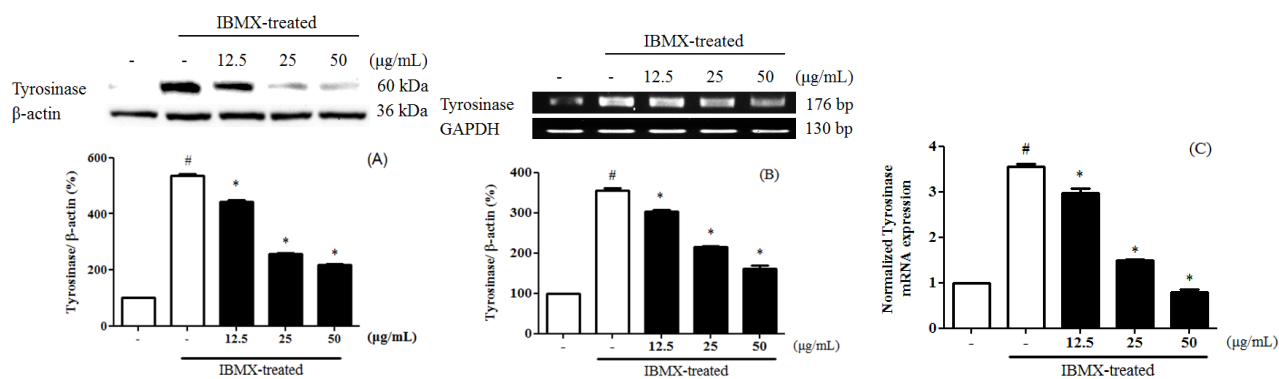 IBMX-treated
- - 12.5 25 50 (μg/mL)
Tyrosinase 60 kDa
β-actin 36 kDa
(A)
Tyrosinase/ β-actin (%)
600
400
200
0
#
*
*
*
- - 12.5 25 50 (μg/mL)
IBMX-treated
IBMX-treated
- - 12.5 25 50 (μg/mL)
Tyrosinase 176 bp
GAPDH 130 bp
(B)
Tyrosinase/ β-actin (%)
400
300
200
100
0
#
*
*
*
- - 12.5 25 50 (μg/mL)
IBMX-treated
(C)
Normalized Tyrosinase
mRNA expression
4
3
2
1
0
#
*
*
*
- - 12.5 25 50 (μg/mL)
IBMX-treated